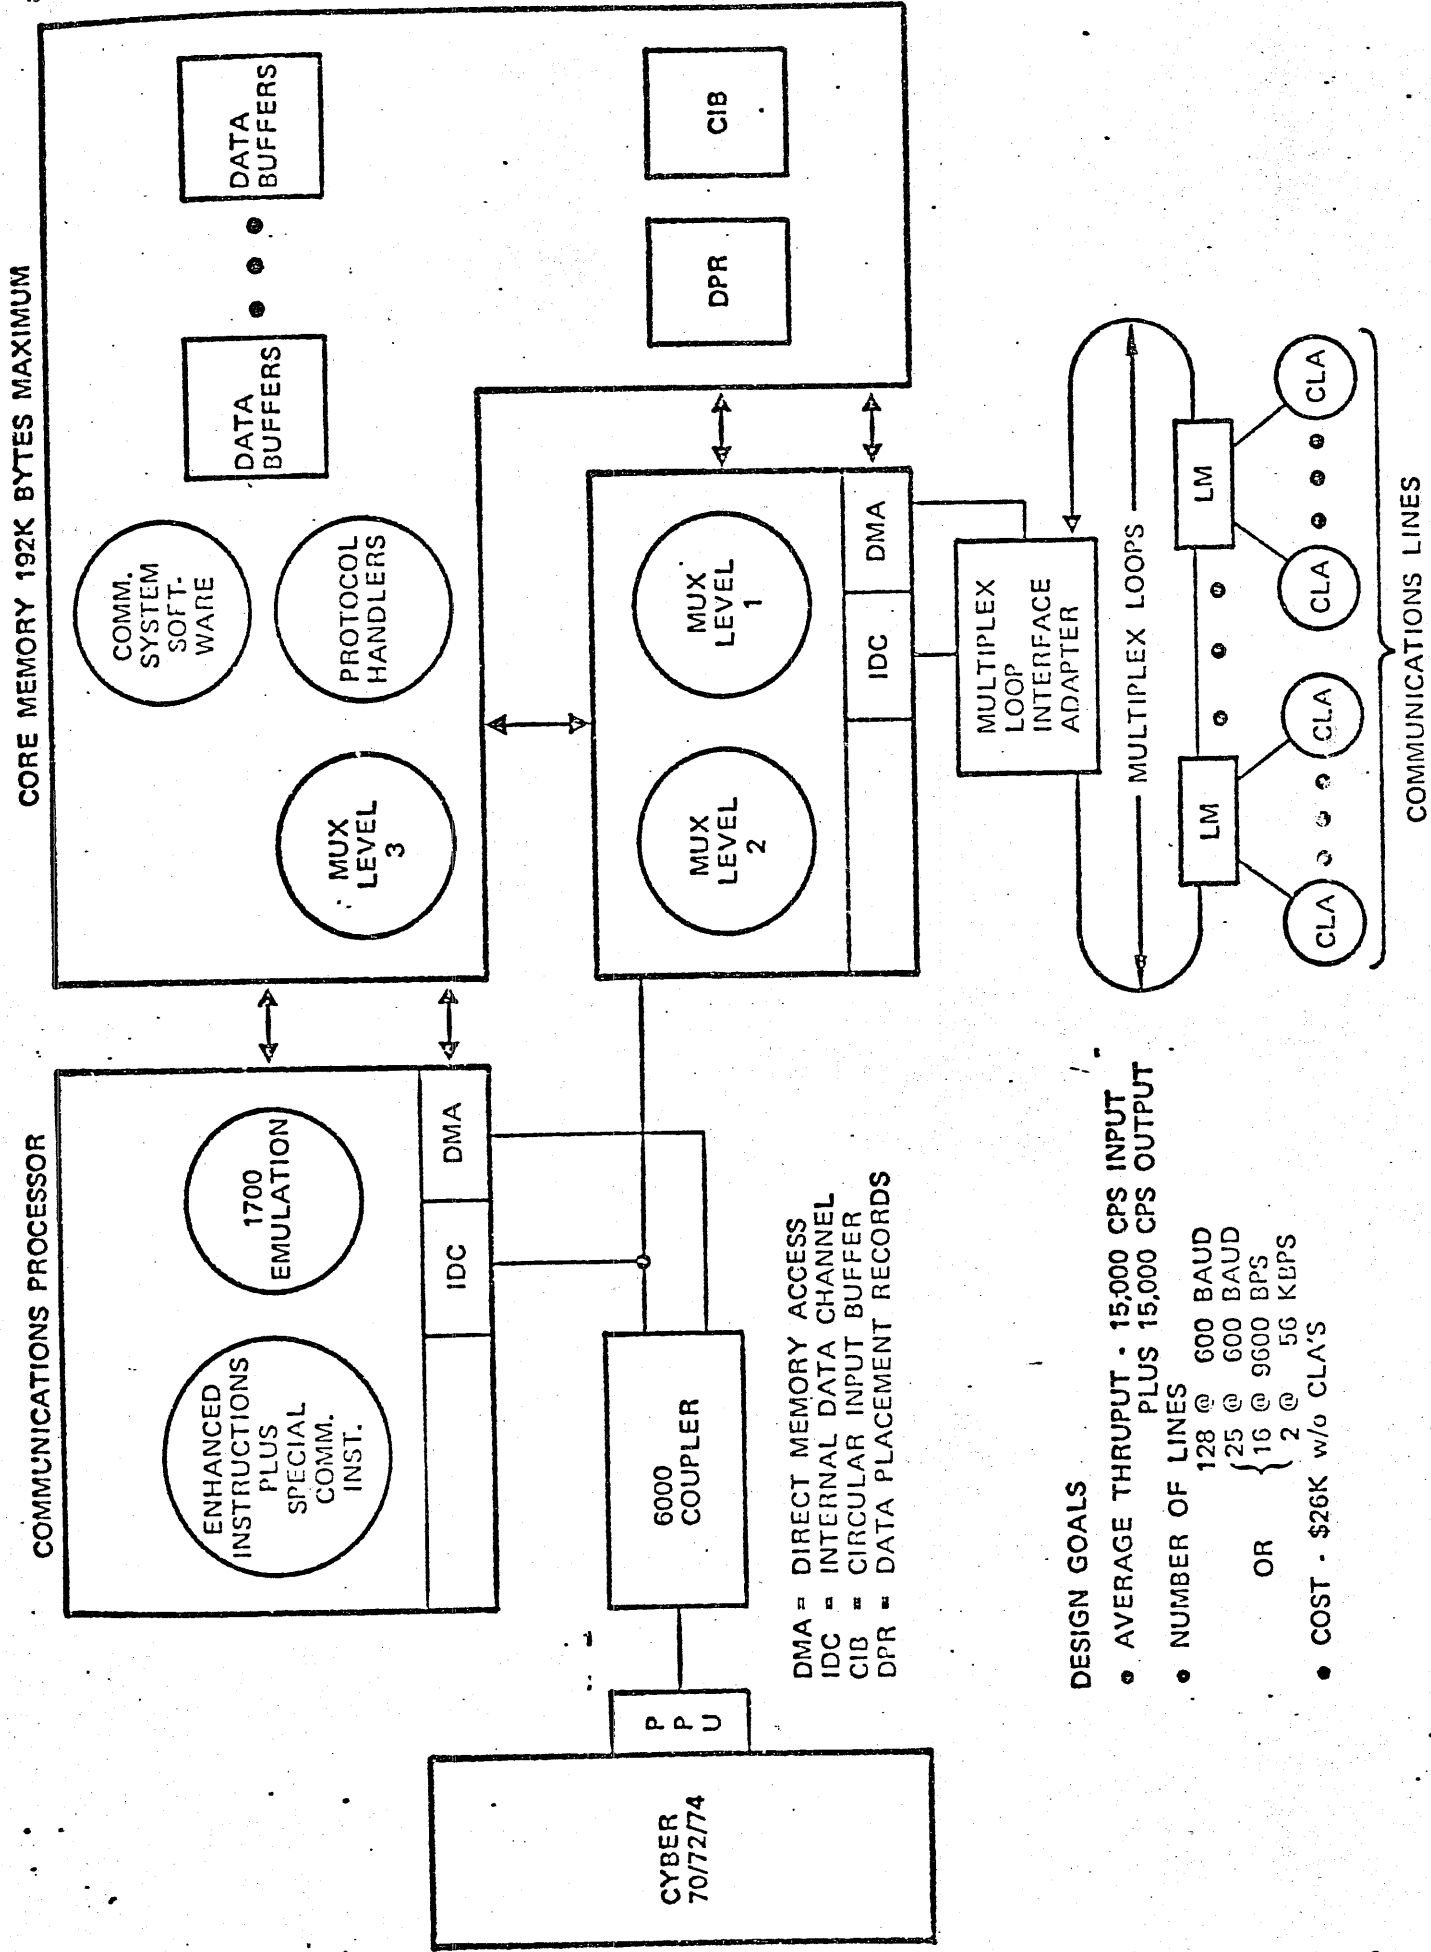 COMMUNICATIONS PROCESSOR
CORE MEMORY 192K BYTES MAXIMUM
ENHANCED
INSTRUCTIONS
PLUS
SPECIAL
COMM.
INST.
1700
EMULATION
IDC
DMA
MUX
LEVEL
3
COMM.
SYSTEM
SOFT-
WARE
PROTOCOL
HANDLERS
DATA
BUFFERS
DATA
BUFFERS
DPR
CIB
CYBER
70/72/74
P
P
U
6000
COUPLER
MUX
LEVEL
2
MUX
LEVEL
1
IDC
DMA
MULTIPLEX
LOOP
INTERFACE
ADAPTER
MULTIPLEX LOOPS
LM
LM
CLA
CLA
CLA
CLA
COMMUNICATIONS LINES
DMA = DIRECT MEMORY ACCESS
IDC = INTERNAL DATA CHANNEL
CIB = CIRCULAR INPUT BUFFER
DPR = DATA PLACEMENT RECORDS
DESIGN GOALS
• AVERAGE THRUPUT - 15,000 CPS INPUT
PLUS 15,000 CPS OUTPUT
• NUMBER OF LINES
128 @ 600 BAUD
OR { 25 @ 600 BAUD
16 @ 9600 BPS
2 @ 56 KBPS
• COST - $26K w/o CLA'S